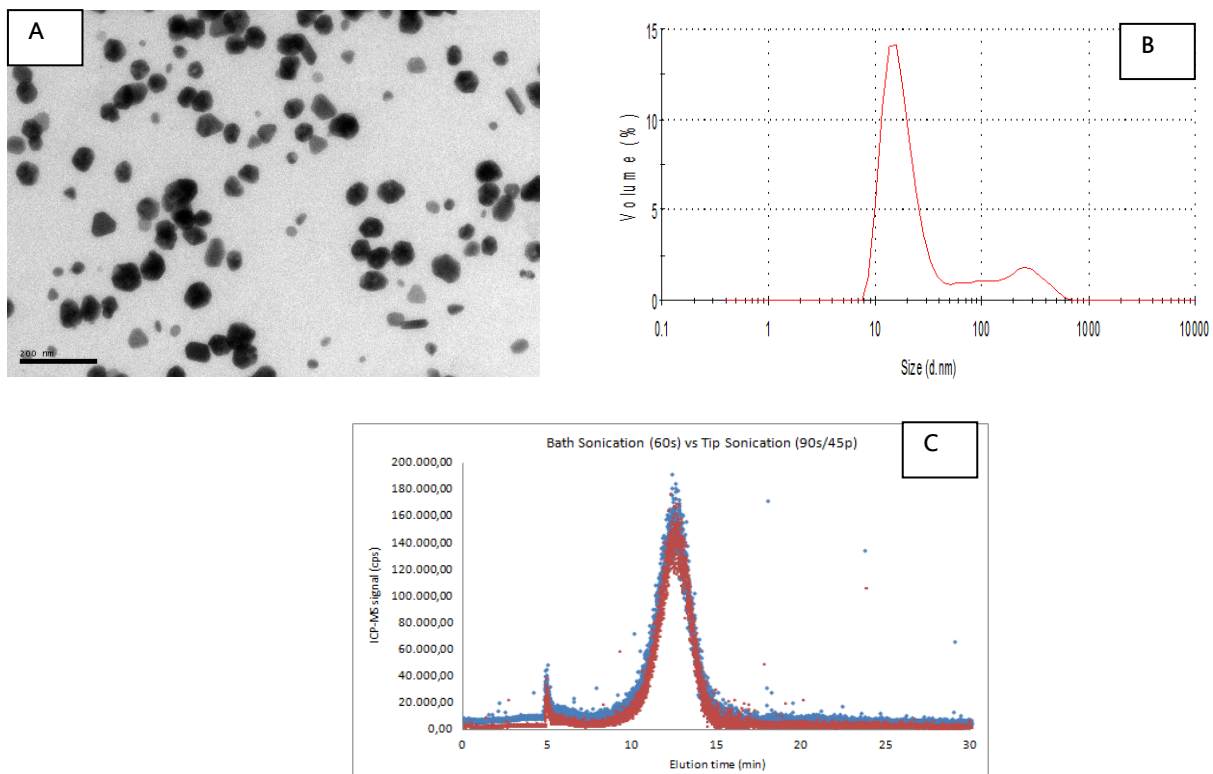 A
200 nm
B
15
10
5
0
Volume (%)
0.1 1 10 100 1000 10000
Size (d.nm)
C
Bath Sonication (60s) vs Tip Sonication (90s/45p)
200.000,00
180.000,00
160.000,00
140.000,00
120.000,00
100.000,00
80.000,00
60.000,00
40.000,00
20.000,00
0,00
ICP-MS signal (cps)
0 5 10 15 20 25 30
Elution time (min)